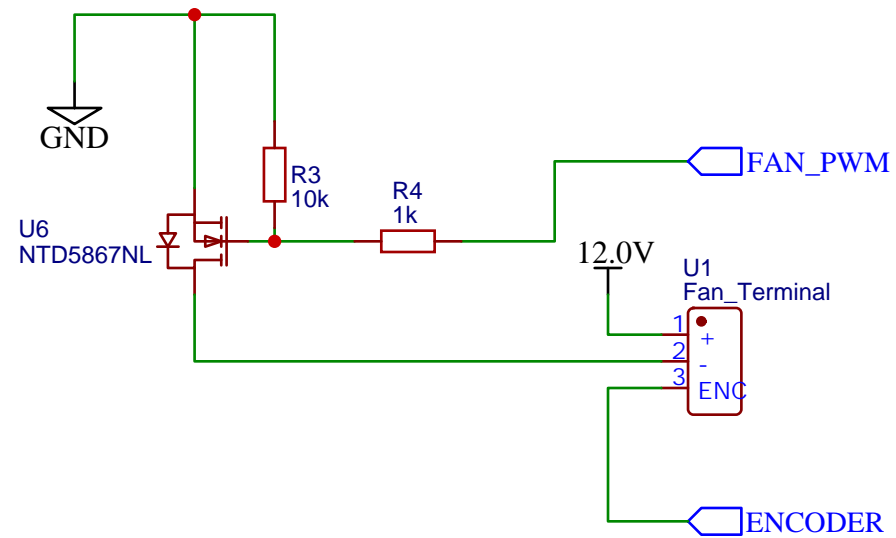 GND
R3
10k
R4
1k
FAN_PWM
U6
NTD5867NL
12.0V
U1
Fan_Terminal
1
+
2
-
3
ENC
ENCODER